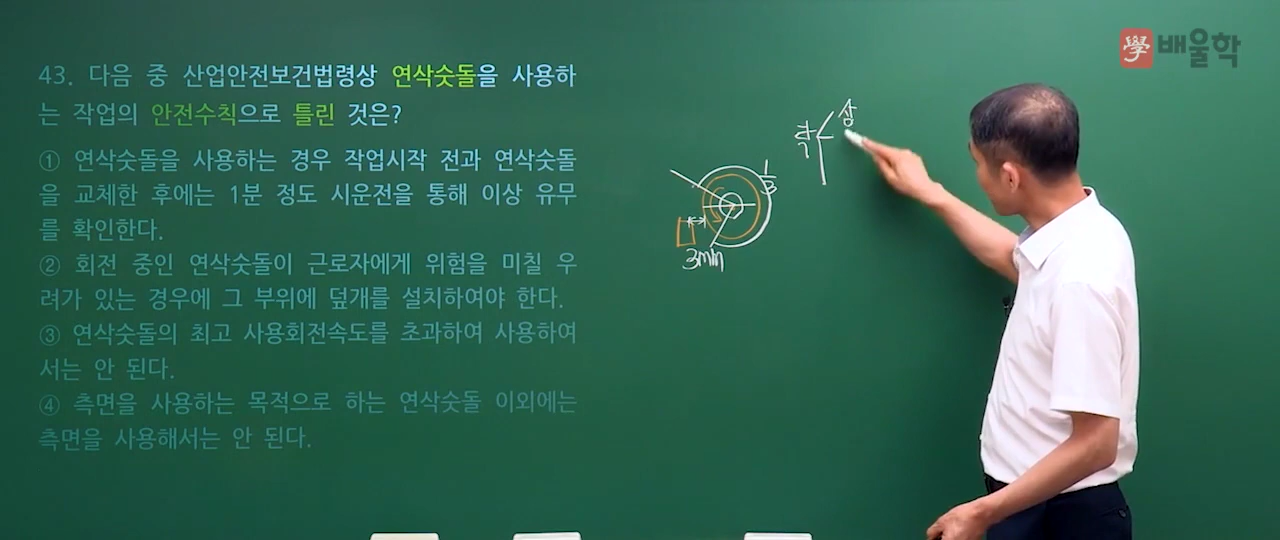 學 배울학
43. 다음 중 산업안전보건법령상 연삭숫돌을 사용하
는 작업의 안전수칙으로 틀린 것은?
① 연삭숫돌을 사용하는 경우 작업시작 전과 연삭숫돌
을 교체한 후에는 1분 정도 시운전을 통해 이상 유무
를 확인한다.
② 회전 중인 연삭숫돌이 근로자에게 위험을 미칠 우
려가 있는 경우에 그 부위에 덮개를 설치하여야 한다.
③ 연삭숫돌의 최고 사용회전속도를 초과하여 사용하여
서는 안 된다.
④ 측면을 사용하는 목적으로 하는 연삭숫돌 이외에는
측면을 사용해서는 안 된다.
상
각
1/3
3min